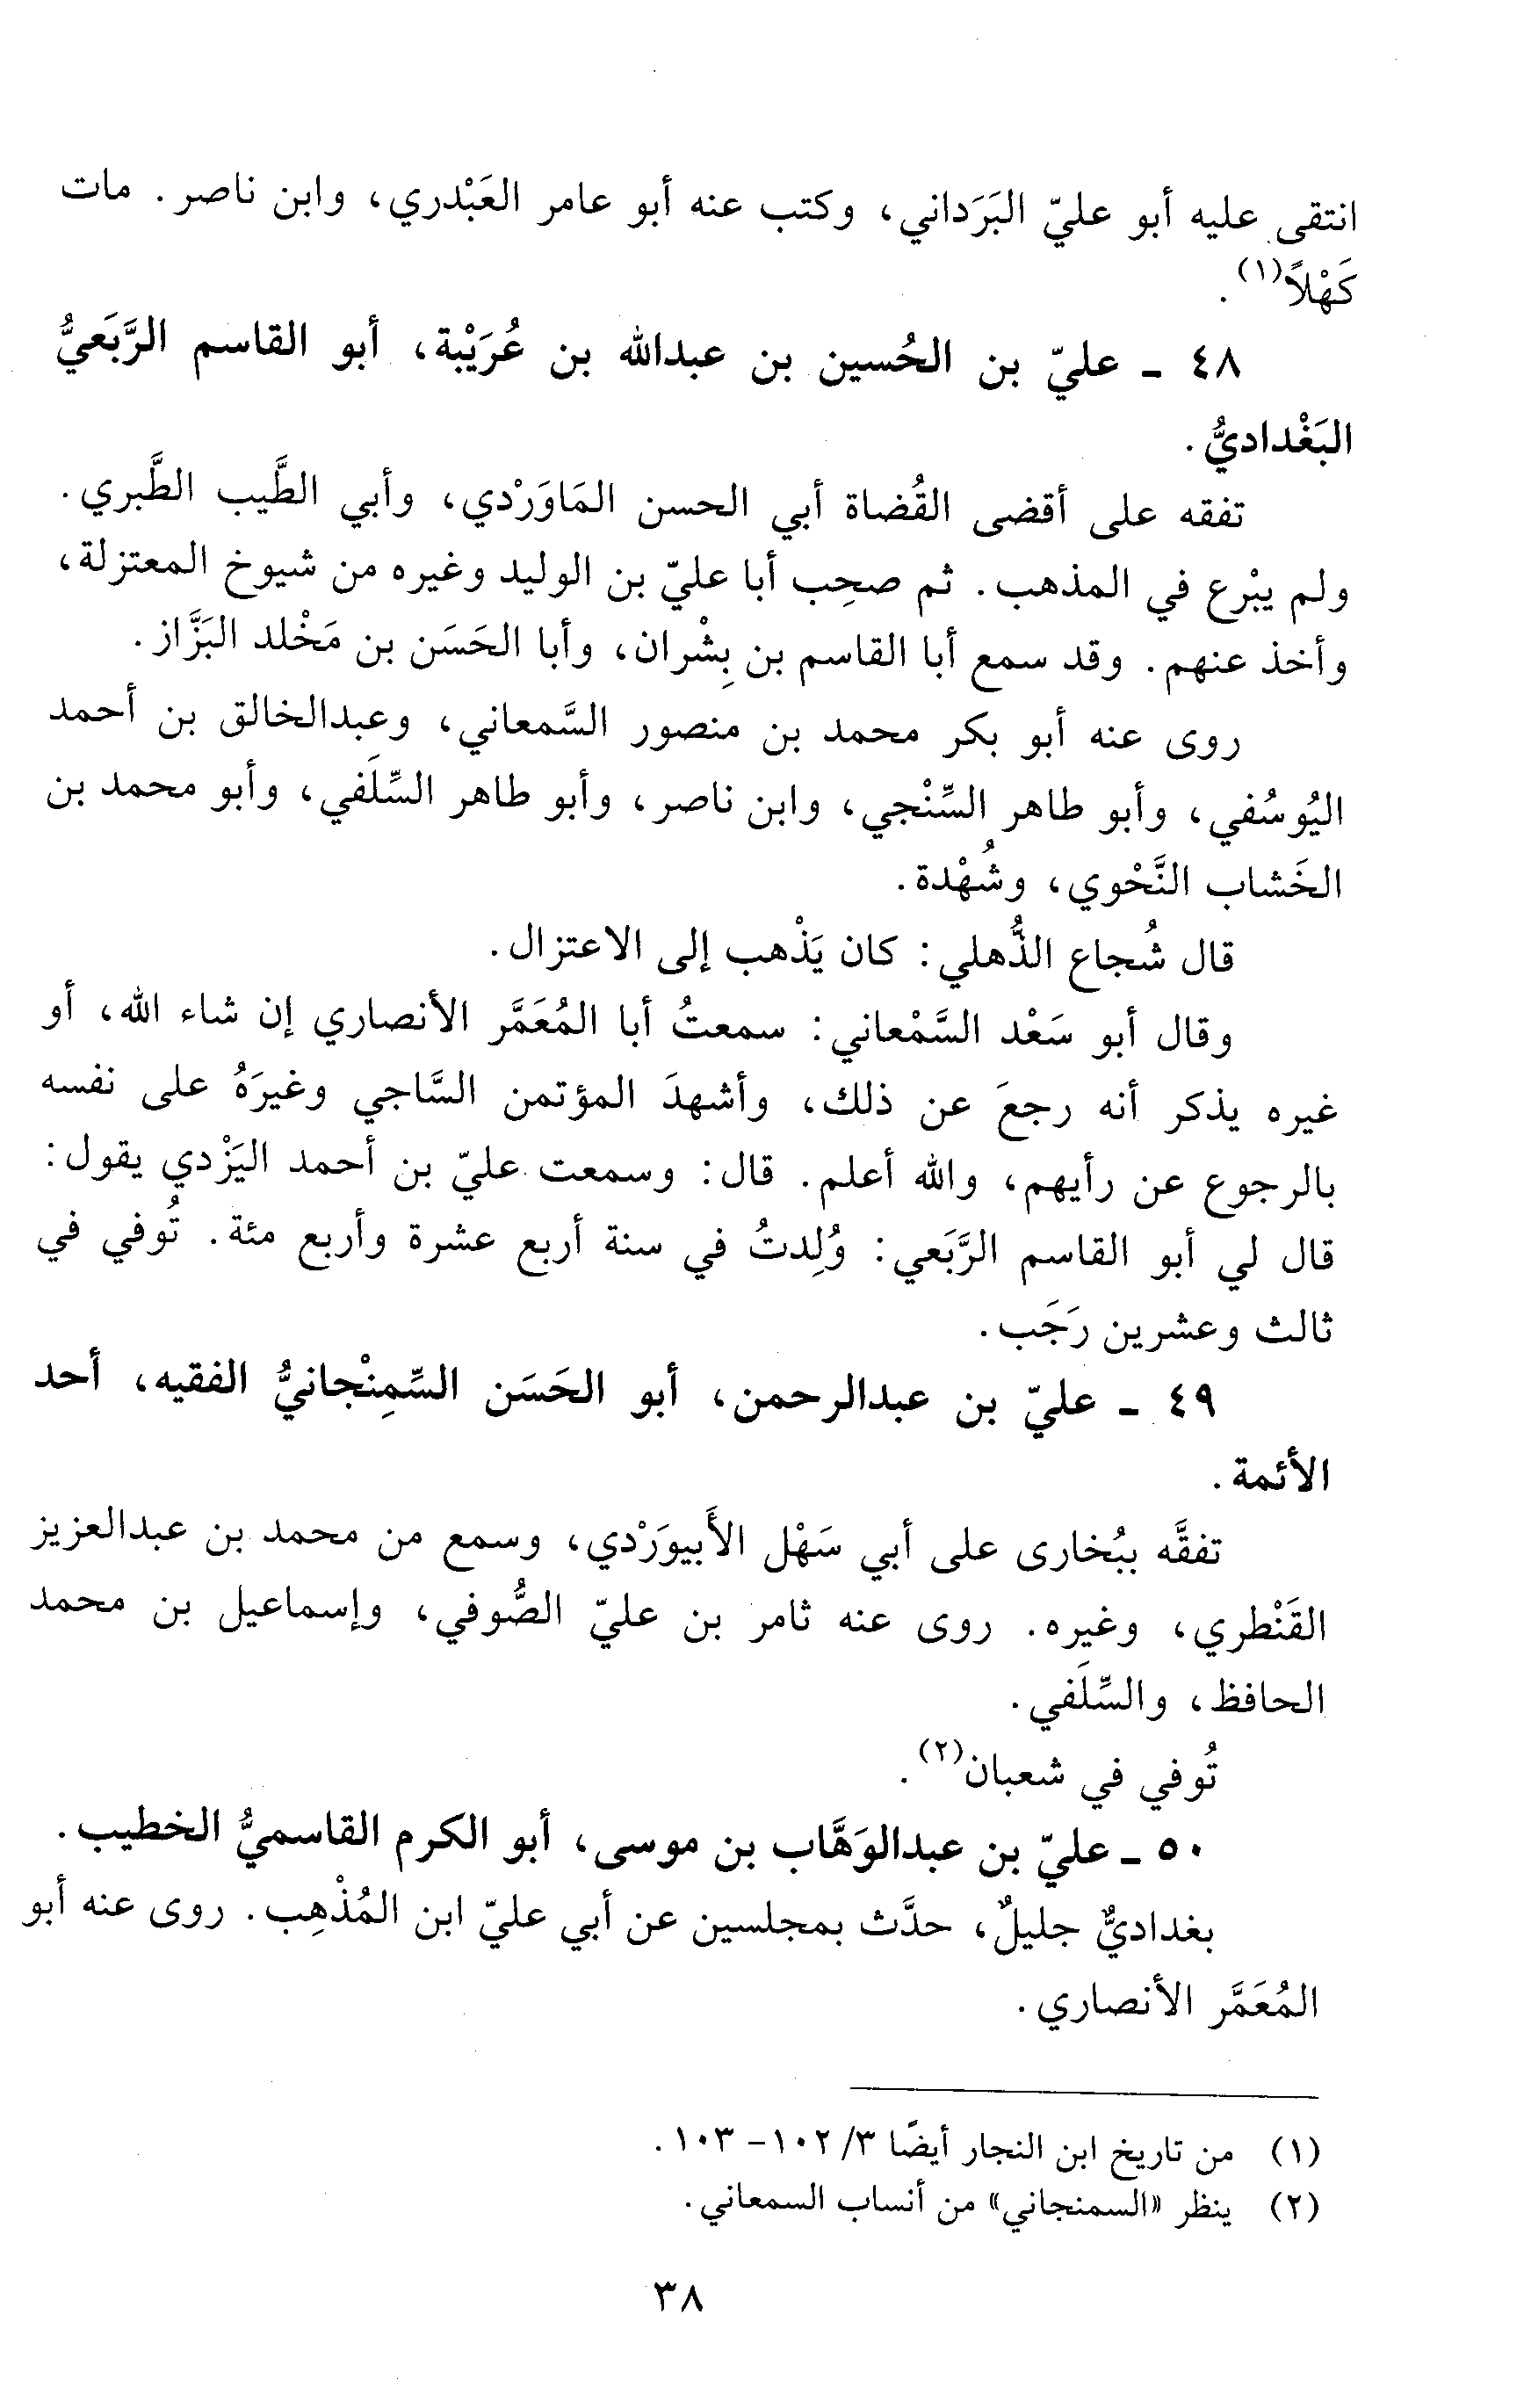 انتقى عليه أبو عليّ البَرَداني، وكتب عنه أبو عامر العَبْدري، وابن ناصر. مات
كَهْلاً(١).
٤٨ ـ عليّ بن الحُسين بن عبدالله بن عُرَيْبة، أبو القاسم الرَّبَعيُّ
البَغْداديُّ.
تفقه على أقضى القُضاة أبي الحسن المَاوَرْدي، وأبي الطَّيب الطَّبري.
ولم يبْرع في المذهب. ثم صحِب أبا عليّ بن الوليد وغيره من شيوخ المعتزلة،
وأخذ عنهم. وقد سمع أبا القاسم بن بِشْران، وأبا الحَسَن بن مَخْلد البَزَّاز.
روى عنه أبو بكر محمد بن منصور السَّمعاني، وعبدالخالق بن أحمد
اليُوسُفي، وأبو طاهر السِّنْجي، وابن ناصر، وأبو طاهر السِّلَفي، وأبو محمد بن
الخَشاب النَّحْوي، وشُهْدة.
قال شُجاع الذُّهلي: كان يَذْهب إلى الاعتزال.
وقال أبو سَعْد السَّمْعاني: سمعتُ أبا المُعَمَّر الأنصاري إن شاء الله، أو
غيره يذكر أنه رجعَ عن ذلك، وأشهدَ المؤتمن السَّاجي وغيرَهُ على نفسه
بالرجوع عن رأيهم، والله أعلم. قال: وسمعت عليّ بن أحمد اليَزْدي يقول:
قال لي أبو القاسم الرَّبَعي: وُلِدتُ في سنة أربع عشرة وأربع مئة. تُوفي في
ثالث وعشرين رَجَب.
٤٩ ـ عليّ بن عبدالرحمن، أبو الحَسَن السِّمِنْجانيُّ الفقيه، أحد
الأئمة.
تفقَّه ببُخارى على أبي سَهْل الأَبيوَرْدي، وسمع من محمد بن عبدالعزيز
القَنْطري، وغيره. روى عنه ثامر بن عليّ الصُّوفي، وإسماعيل بن محمد
الحافظ، والسِّلَفي.
تُوفي في شعبان(٢).
٥٠ ـ عليّ بن عبدالوَهَّاب بن موسى، أبو الكرم القاسميُّ الخطيب.
بغداديٌّ جليلٌ، حدَّث بمجلسين عن أبي عليّ ابن المُذْهِب. روى عنه أبو
المُعَمَّر الأنصاري.
(١) من تاريخ ابن النجار أيضًا ٣/ ١٠٢ - ١٠٣.
(٢) ينظر «السمنجاني» من أنساب السمعاني.
٣٨